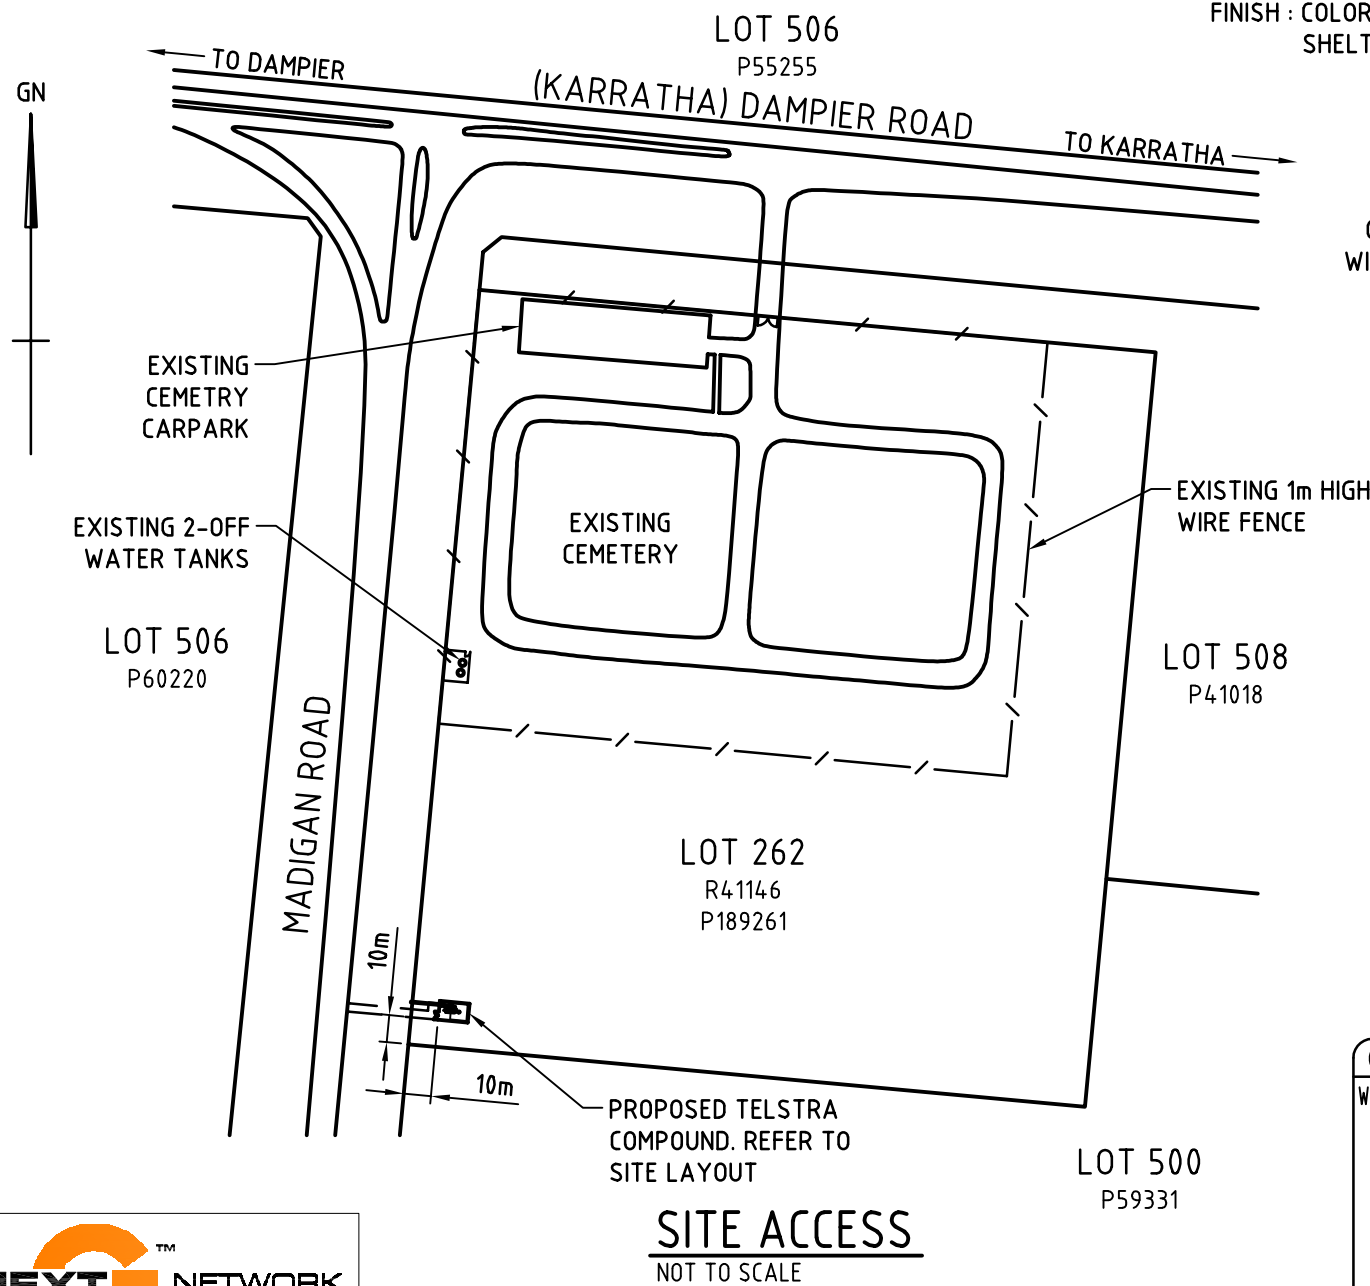 LOT 506
P55255
FINISH : COLOR
SHELT
TO DAMPIER
GN
(KARRATHA) DAMPIER ROAD
TO KARRATHA
WI
EXISTING
CEMETRY
CARPARK
EXISTING 1m HIGH
WIRE FENCE
EXISTING 2-OFF
WATER TANKS
EXISTING
CEMETERY
LOT 506
P60220
LOT 508
P41018
MADIGAN ROAD
LOT 262
R41146
P189261
10m
10m
PROPOSED TELSTRA
COMPOUND. REFER TO
SITE LAYOUT
W
LOT 500
P59331
SITE ACCESS
NOT TO SCALE
TM
NEXT G NETWORK